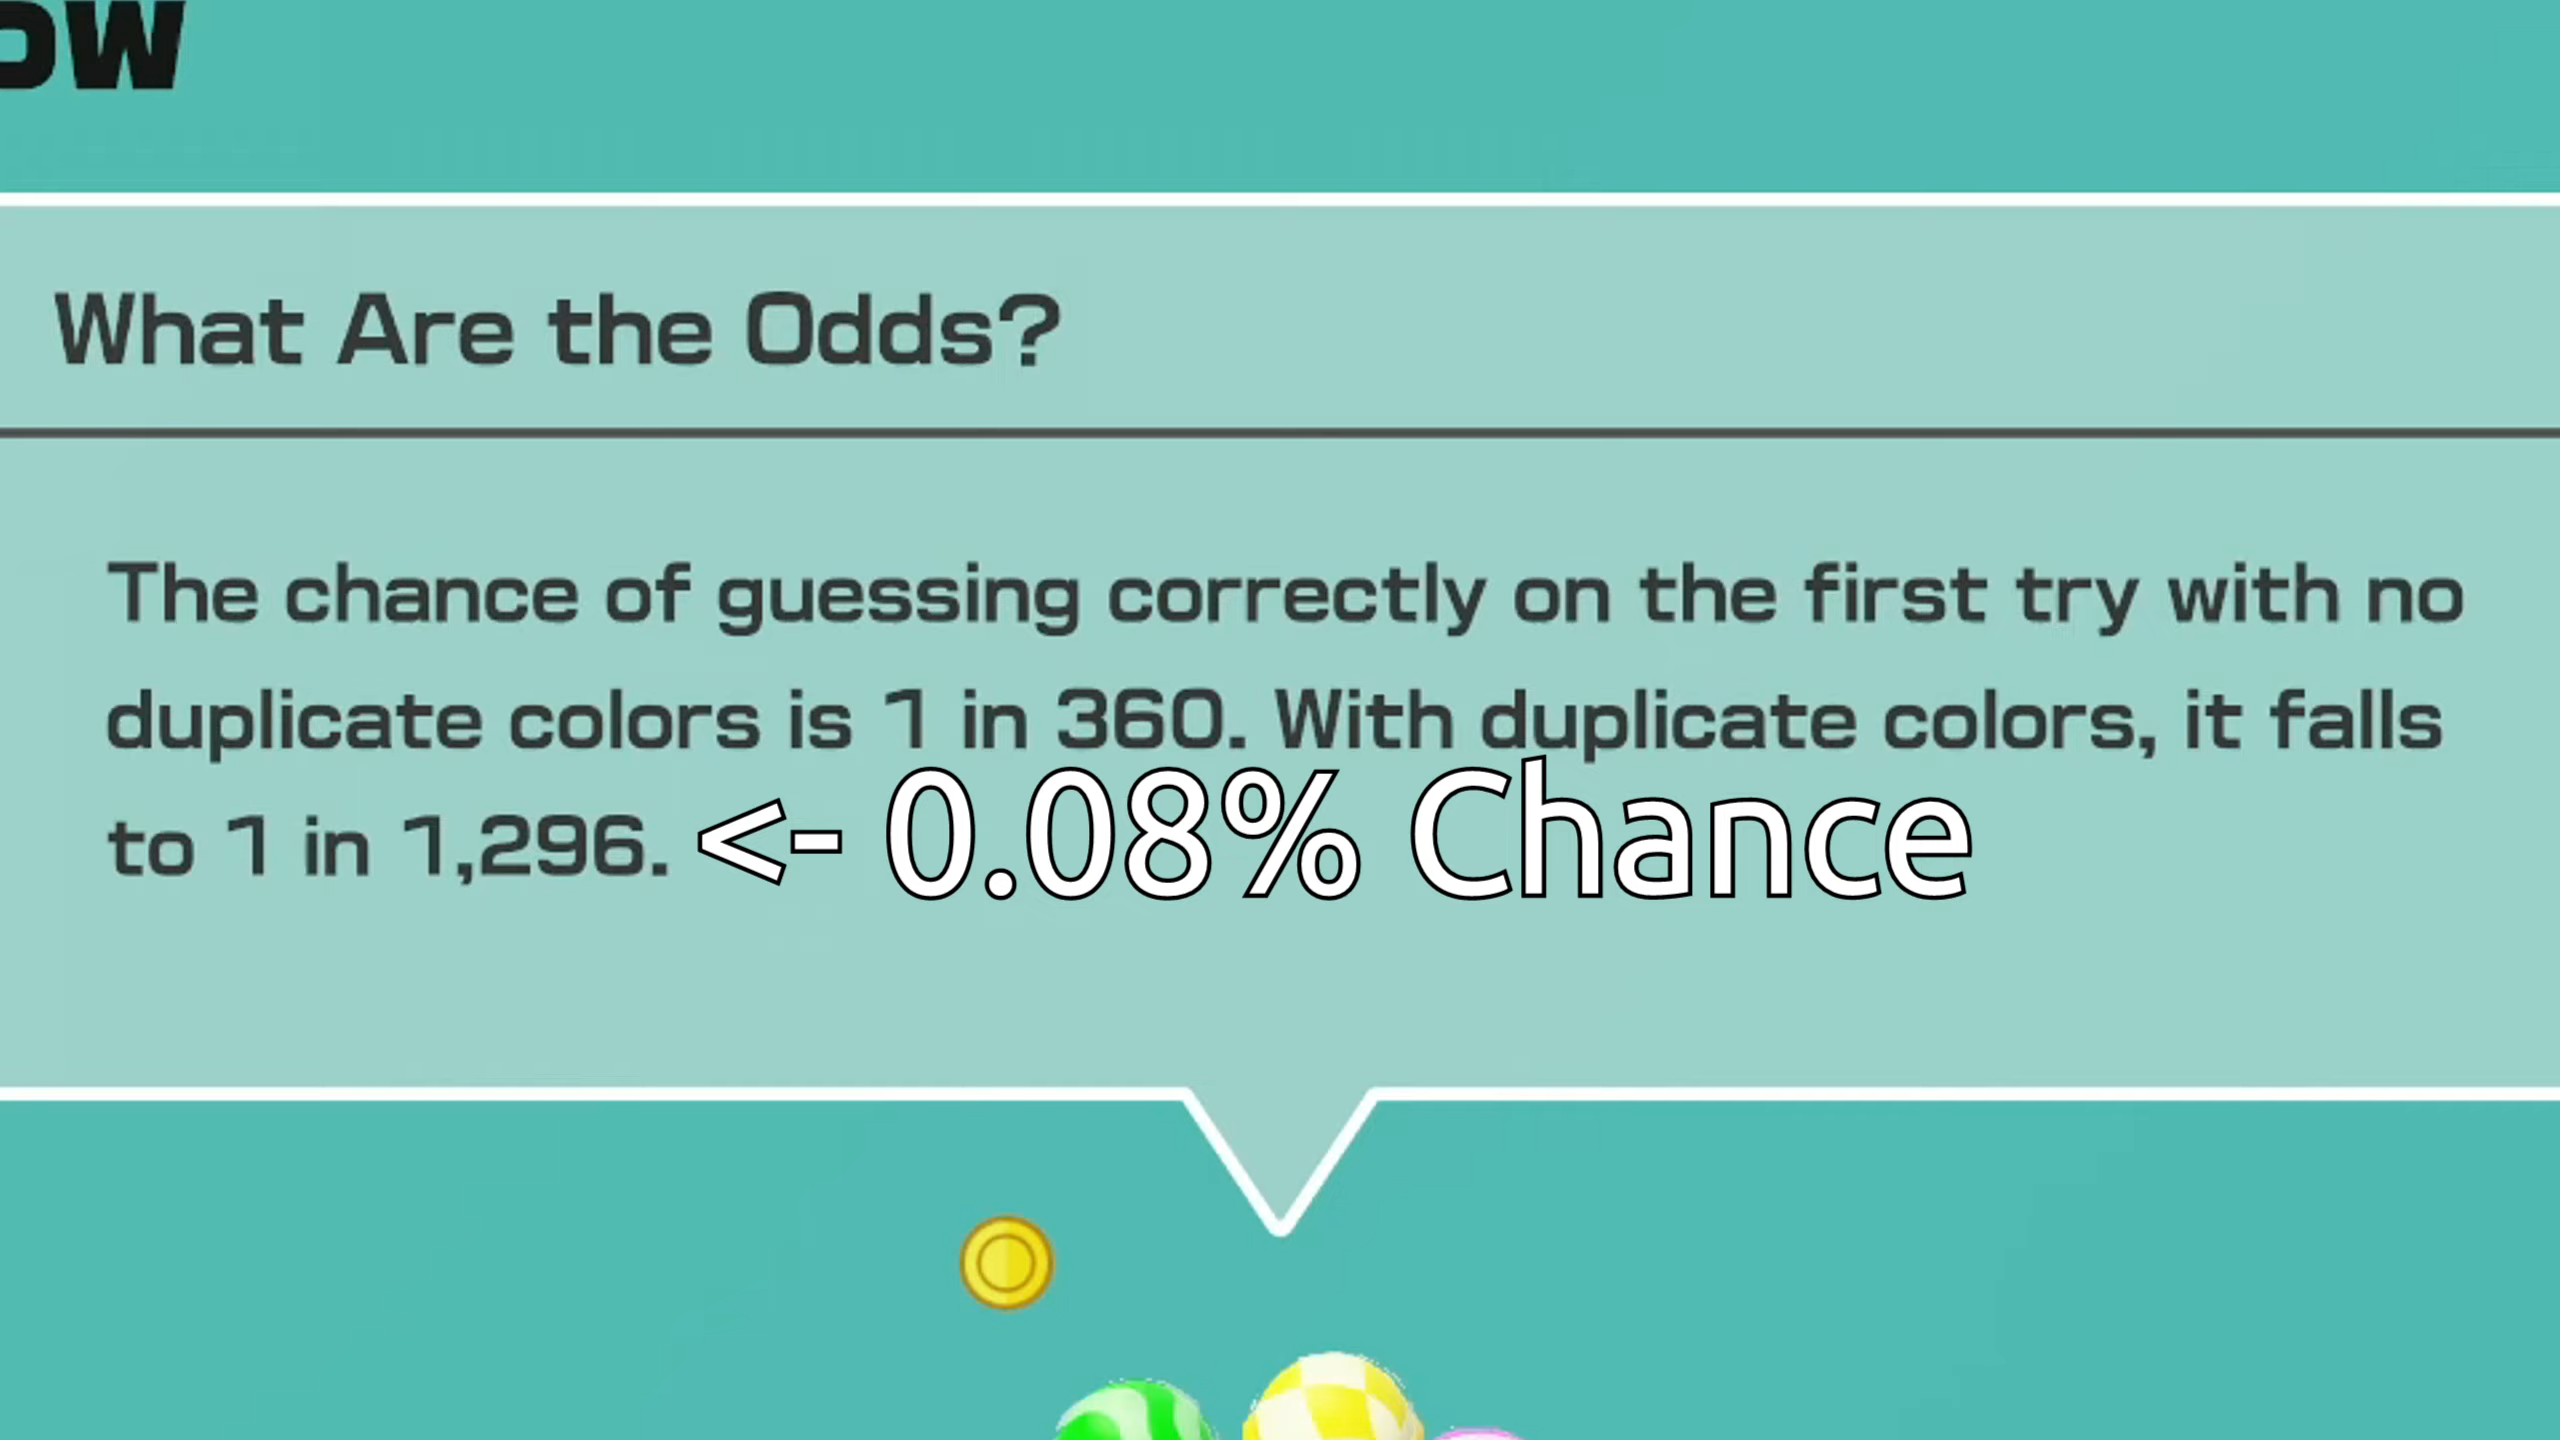 ow
What Are the Odds?
The chance of guessing correctly on the first try with no
duplicate colors is 1 in 360. With duplicate colors, it falls
to 1 in 1,296. <- 0.08% Chance